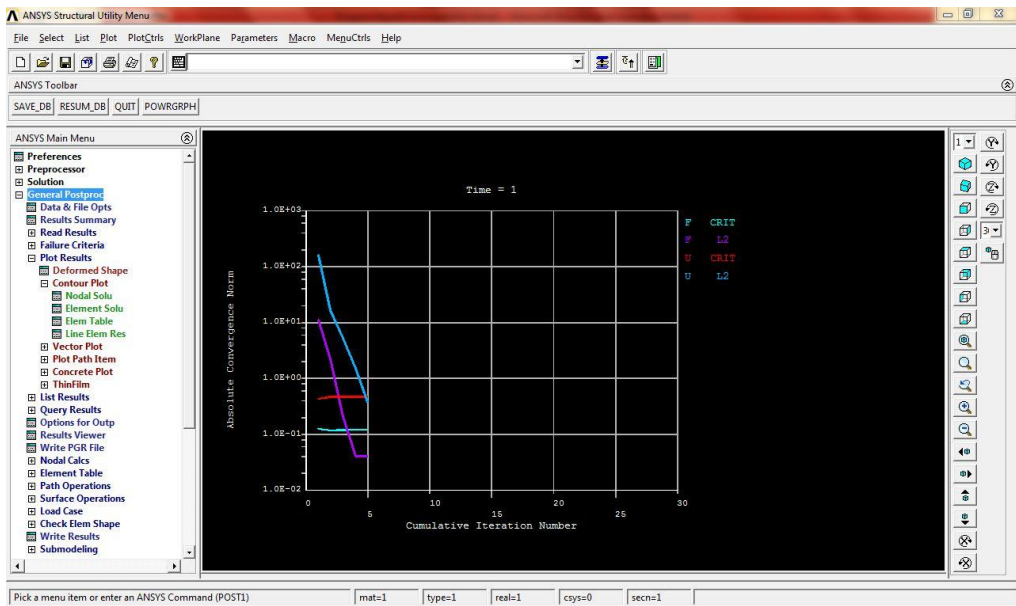 ANSYS Structural Utility Menu
File Select List Plot PlotCtrls WorkPlane Parameters Macro MenuCtrls Help
ANSYS Toolbar
SAVE_DB RESUM_DB QUIT POWRGRPH
ANSYS Main Menu
Preferences
Preprocessor
Solution
General Postproc
Data & File Opts
Results Summary
Read Results
Failure Criteria
Plot Results
Deformed Shape
Contour Plot
Nodal Solu
Element Solu
Elem Table
Line Elem Res
Vector Plot
Plot Path Item
Concrete Plot
ThinFilm
List Results
Query Results
Options for Outp
Results Viewer
Write PGR File
Nodal Calcs
Element Table
Path Operations
Surface Operations
Load Case
Check Elem Shape
Write Results
Submodeling
Time = 1
1.0E+03
1.0E+02
1.0E+01
1.0E+00
1.0E-01
1.0E-02
Absolute Convergence Norm
0 5 10 15 20 25 30
Cumulative Iteration Number
F CRIT
F L2
U CRIT
U L2
1
Pick a menu item or enter an ANSYS Command (POST1)
mat=1 type=1 real=1 csys=0 secn=1